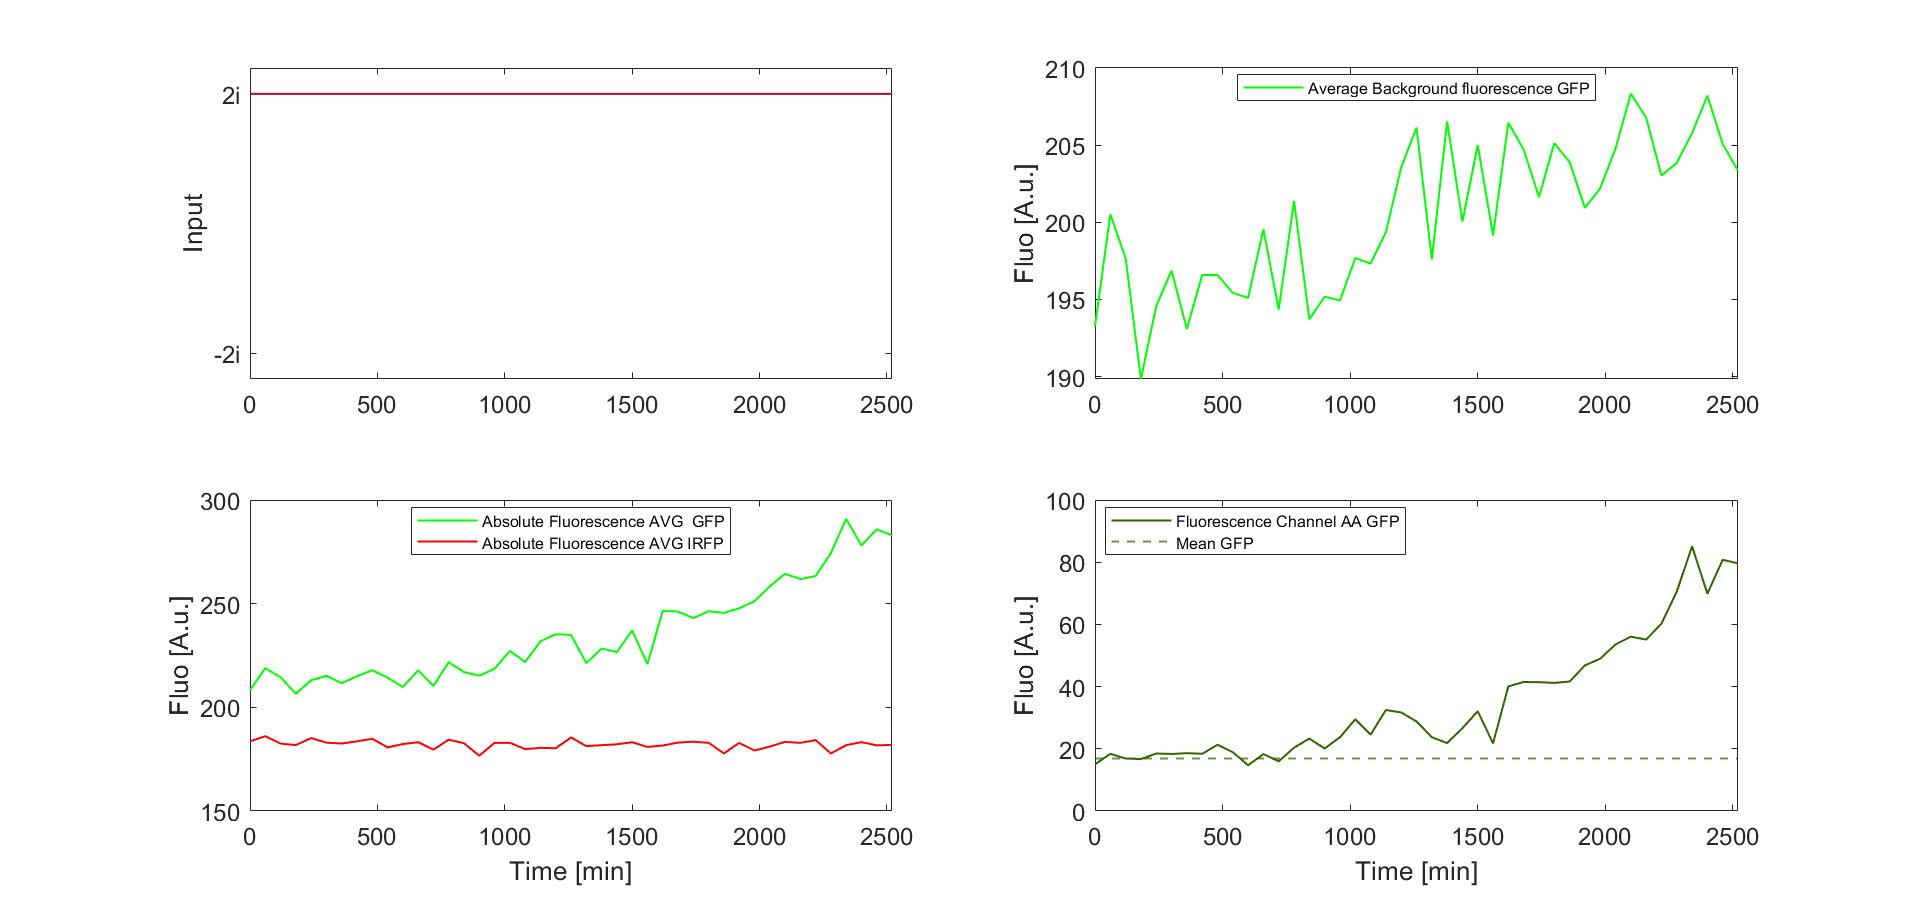 2i
Input
-2i
0 500 1000 1500 2000 2500
210
205
200
195
190
Fluo [A.u.]
Average Background fluorescence GFP
0 500 1000 1500 2000 2500
300
250
200
150
Fluo [A.u.]
Absolute Fluorescence AVG  GFP
Absolute Fluorescence AVG IRFP
0 500 1000 1500 2000 2500
Time [min]
100
80
60
40
20
0
Fluo [A.u.]
Fluorescence Channel AA GFP
Mean GFP
0 500 1000 1500 2000 2500
Time [min]